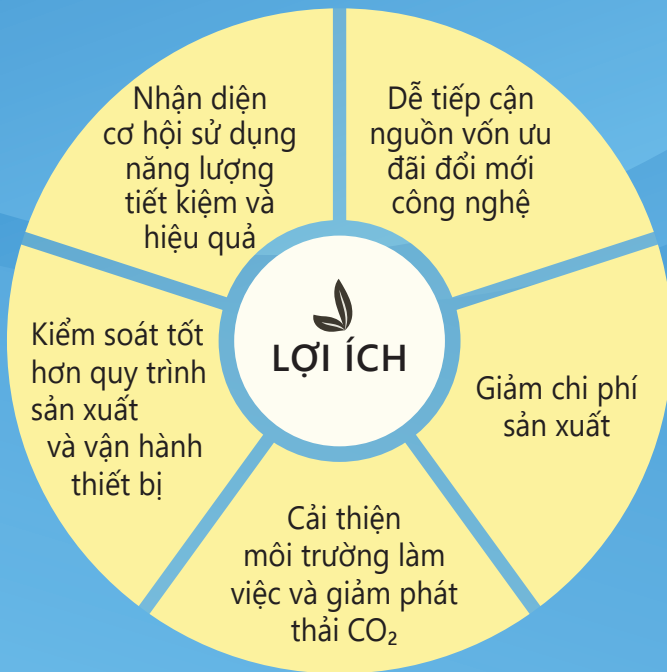 Nhận diện
cơ hội sử dụng
năng lượng
tiết kiệm và
hiệu quả
Dễ tiếp cận
nguồn vốn ưu
đãi đổi mới
công nghệ
LỢI ÍCH
Kiểm soát tốt
hơn quy trình
sản xuất
và vận hành
thiết bị
Giảm chi phí
sản xuất
Cải thiện
môi trường làm
việc và giảm phát
thải CO₂